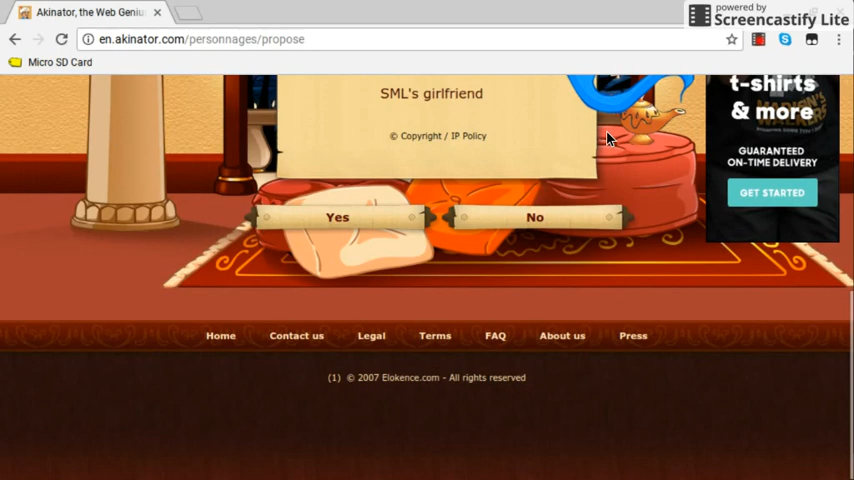 powered by
Screencastify Lite
Akinator, the Web Geniu
en.akinator.com/personnages/propose
Micro SD Card
SML's girlfriend
© Copyright / IP Policy
t-shirts
& more
GUARANTEED
ON-TIME DELIVERY
GET STARTED
Yes
No
Home
Contact us
Legal
Terms
FAQ
About us
Press
(1) © 2007 Elokence.com - All rights reserved